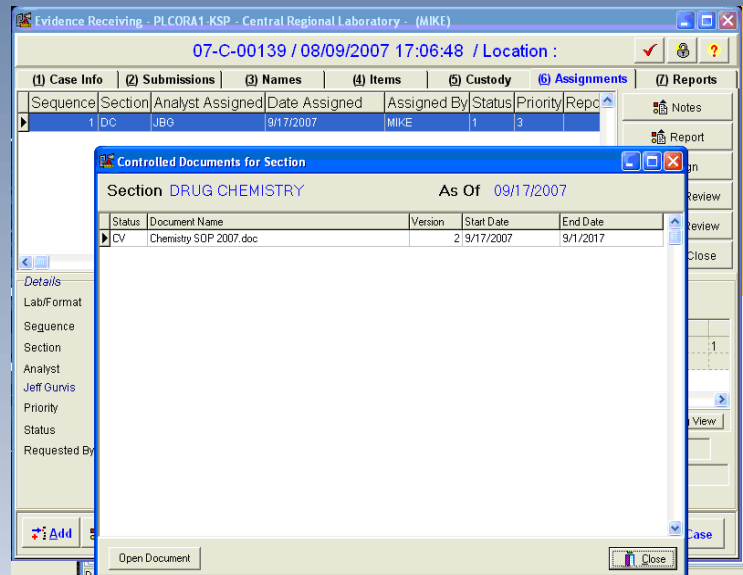 Evidence Receiving - PLCORA1-KSP - Central Regional Laboratory - (MIKE)
07-C-00139 / 08/09/2007 17:06:48 / Location :
(1) Case Info (2) Submissions (3) Names (4) Items (5) Custody (6) Assignments (7) Reports
Sequence Section Analyst Assigned Date Assigned Assigned By Status Priority Repo
1 DC JBG 9/17/2007 MIKE 1 3
Notes
Report
gn
Review
Review
Close
Controlled Documents for Section
Section DRUG CHEMISTRY As Of 09/17/2007
Status Document Name Version Start Date End Date
CV Chemistry SOP 2007.doc 2 9/17/2007 9/1/2017
Details
Lab/Format
Sequence
Section
Analyst
Jeff Gurvis
Priority
Status
Requested By
1
View
Add
Case
Open Document Close